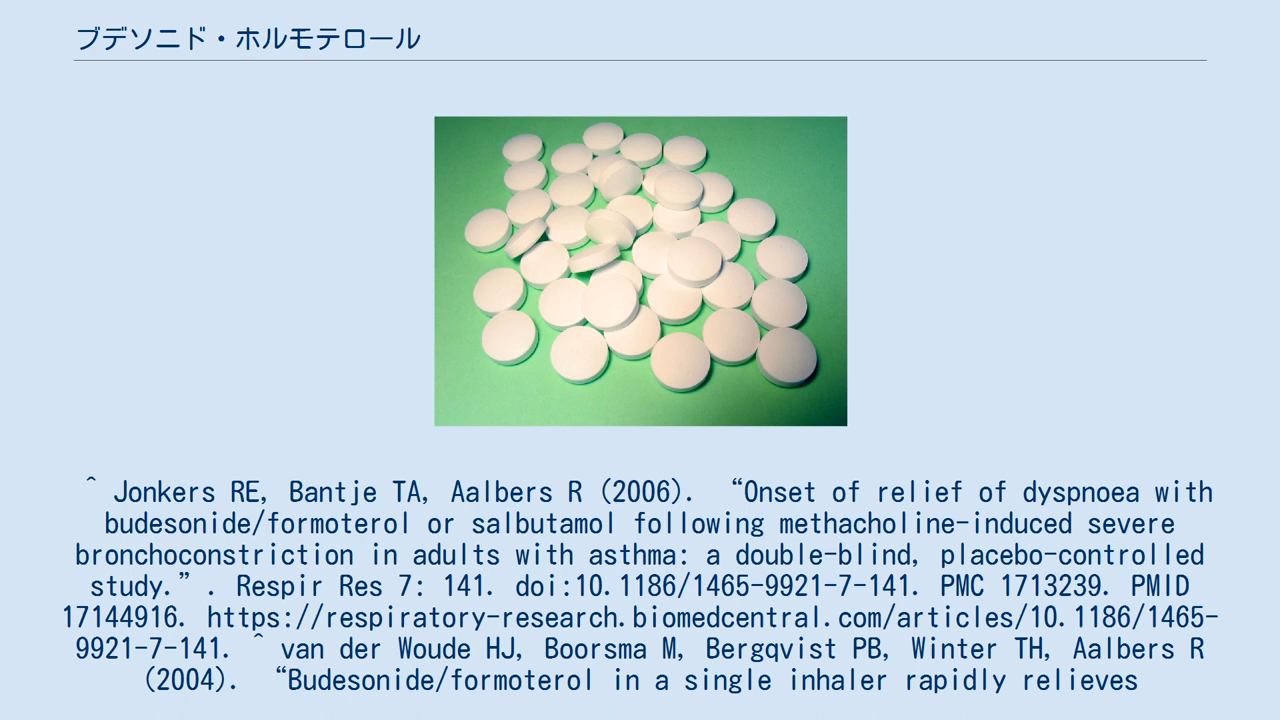 ブデソニド・ホルモテロール
^ Jonkers RE, Bantje TA, Aalbers R (2006). “Onset of relief of dyspnoea with
budesonide/formoterol or salbutamol following methacholine-induced severe
bronchoconstriction in adults with asthma: a double-blind, placebo-controlled
study.” . Respir Res 7: 141. doi:10.1186/1465-9921-7-141. PMC 1713239. PMID
17144916. https://respiratory-research.biomedcentral.com/articles/10.1186/1465-
9921-7-141. ^ van der Woude HJ, Boorsma M, Bergqvist PB, Winter TH, Aalbers R
(2004). “Budesonide/formoterol in a single inhaler rapidly relieves